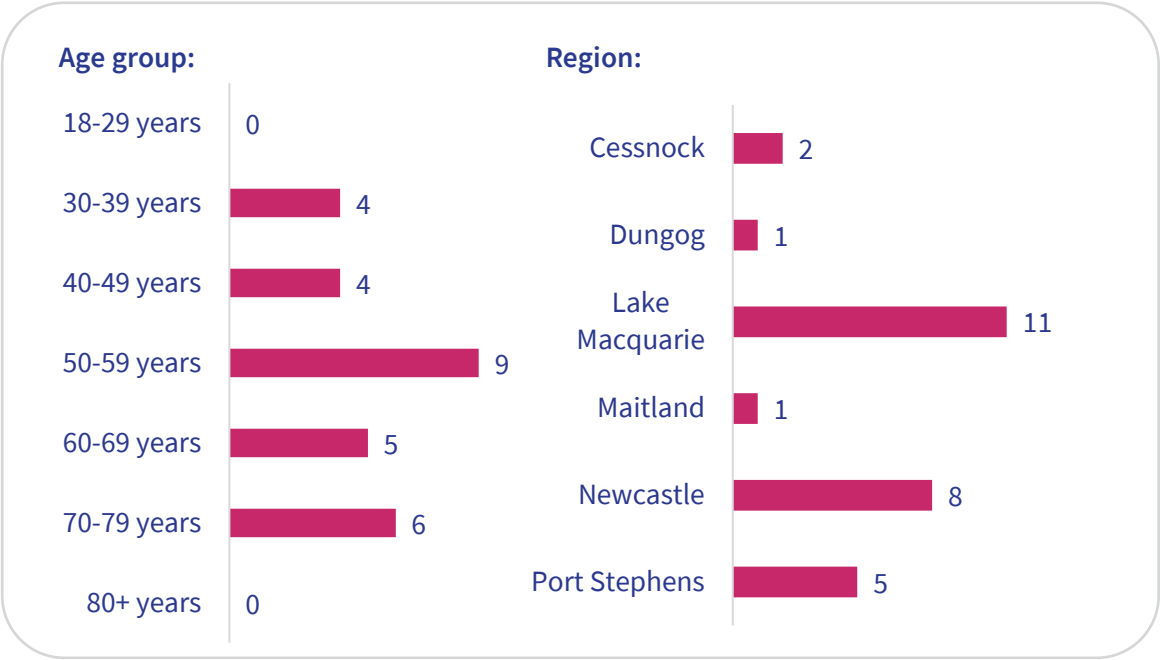 Age group:
18-29 years 0
30-39 years 4
40-49 years 4
50-59 years 9
60-69 years 5
70-79 years 6
80+ years 0
Region:
Cessnock 2
Dungog 1
Lake
Macquarie 11
Maitland 1
Newcastle 8
Port Stephens 5